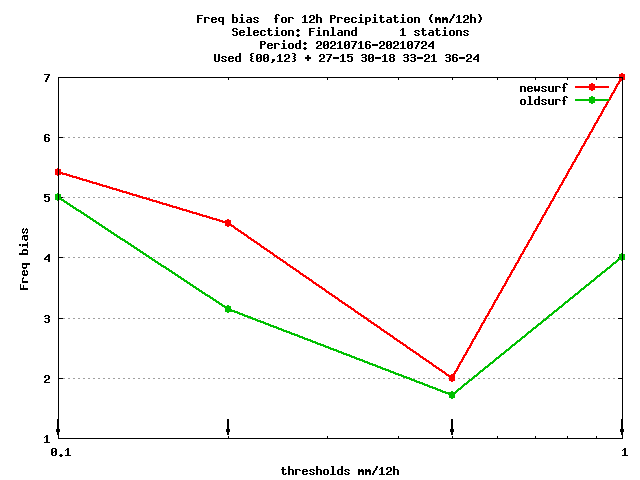 Freq bias  for 12h Precipitation (mm/12h)
Selection: Finland      1 stations
Period: 20210716-20210724
Used {00,12} + 27-15 30-18 33-21 36-24
newsurf
oldsurf
7
6
5
4
3
2
1
Freq bias
0.1
1
thresholds mm/12h